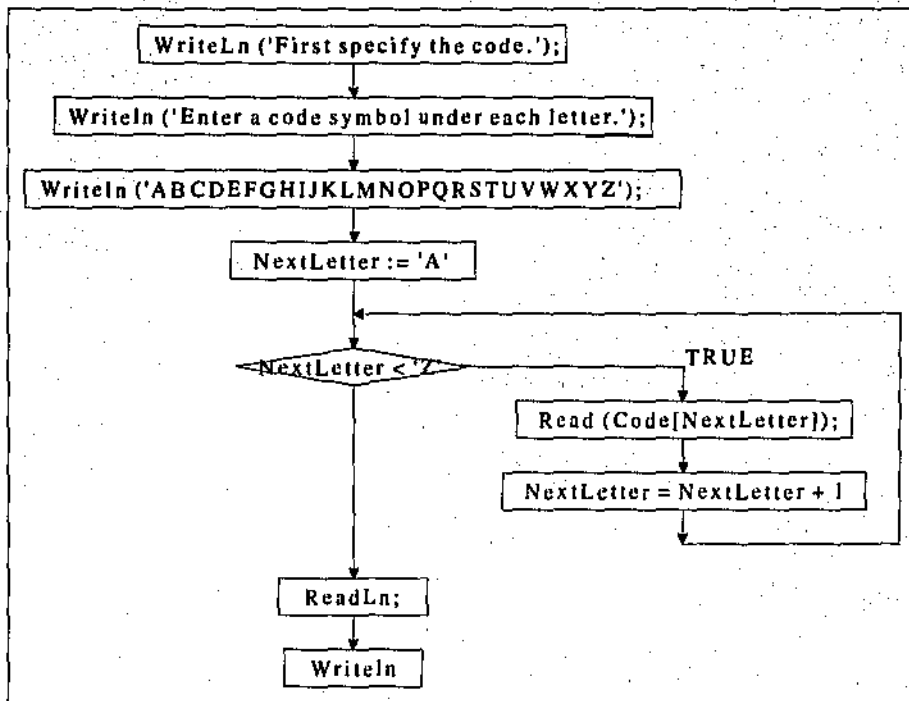 WriteLn ('First specify the code.');
Writeln ('Enter a code symbol under each letter.');
Writeln ('ABCDEFGHIJKLMNOPQRSTUVWXYZ');
NextLetter := 'A'
NextLetter < 'Z'
TRUE
Read (Code[NextLetter]);
NextLetter = NextLetter + 1
ReadLn;
Writeln